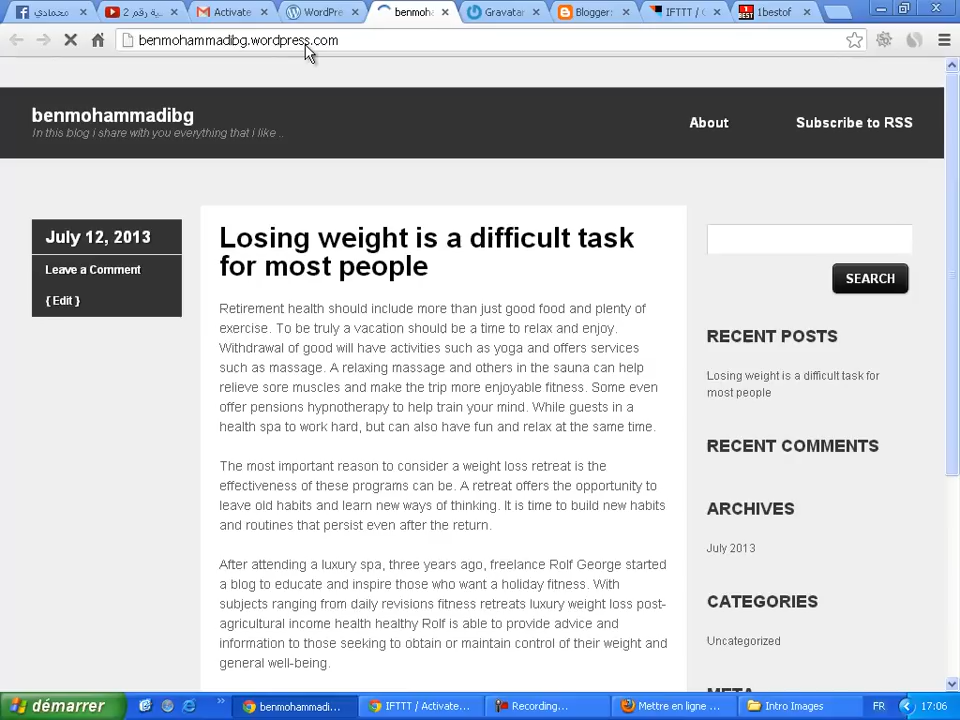 محمادي
ية رقم 2
Activate
WordPre
benmoha
Gravatar
Blogger:
IFTTT / 
1bestof
benmohammadibg.wordpress.com
benmohammadibg
In this blog i share with you everything that i like ..
About
Subscribe to RSS
July 12, 2013
Leave a Comment
{ Edit }
Losing weight is a difficult task
for most people
Retirement health should include more than just good food and plenty of
exercise. To be truly a vacation should be a time to relax and enjoy.
Withdrawal of good will have activities such as yoga and offers services
such as massage. A relaxing massage and others in the sauna can help
relieve sore muscles and make the trip more enjoyable fitness. Some even
offer pensions hypnotherapy to help train your mind. While guests in a
health spa to work hard, but can also have fun and relax at the same time.
The most important reason to consider a weight loss retreat is the
effectiveness of these programs can be. A retreat offers the opportunity to
leave old habits and learn new ways of thinking. It is time to build new habits
and routines that persist even after the return.
After attending a luxury spa, three years ago, freelance Rolf George started
a blog to educate and inspire those who want a holiday fitness. With
subjects ranging from daily revisions fitness retreats luxury weight loss post-
agricultural income health healthy Rolf is able to provide advice and
information to those seeking to obtain or maintain control of their weight and
general well-being.
SEARCH
RECENT POSTS
Losing weight is a difficult task for
most people
RECENT COMMENTS
ARCHIVES
July 2013
CATEGORIES
Uncategorized
META
démarrer
benmohammadi...
IFTTT / Activate...
Recording...
Mettre en ligne ...
Intro Images
FR
17:06